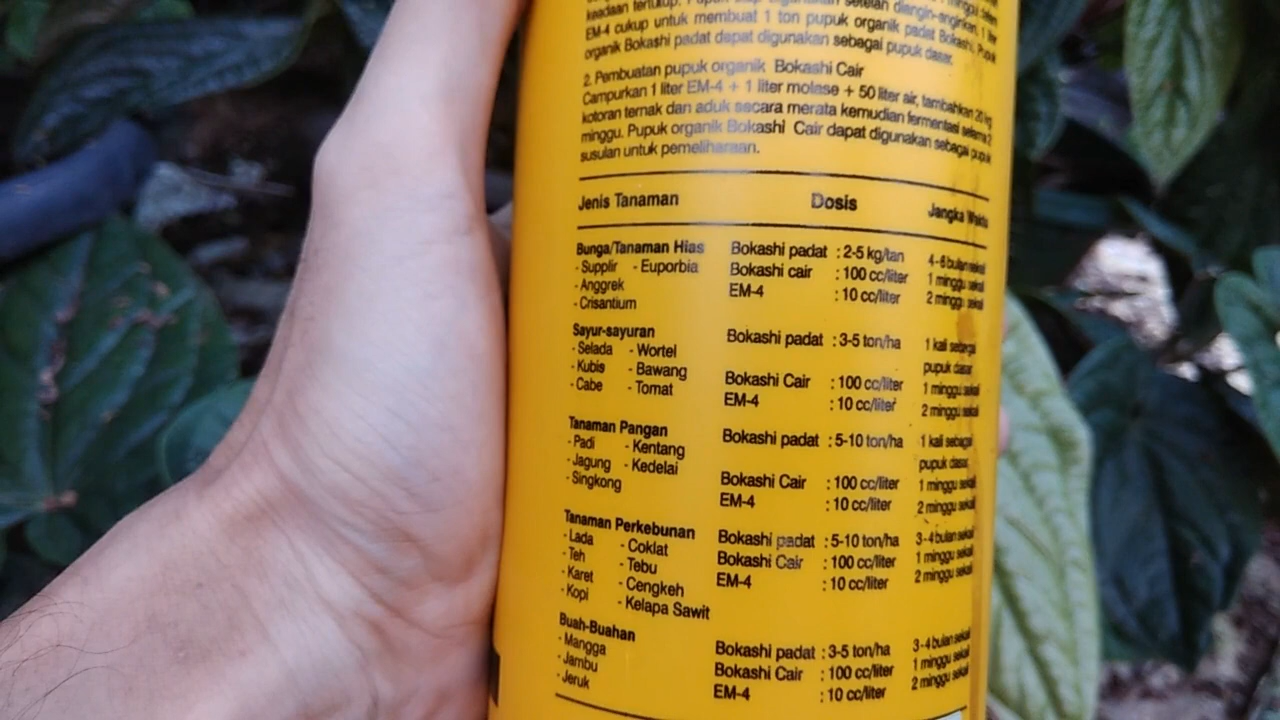 keadaan tertutup. Pupuk siap digunakan setelah diangin-anginkan. 1 liter
EM-4 cukup untuk membuat 1 ton pupuk organik padat Bokashi. Pupuk
organik Bokashi padat dapat digunakan sebagai pupuk dasar.
2. Pembuatan pupuk organik Bokashi Cair
Campurkan 1 liter EM-4 + 1 liter molase + 50 liter air, tambahkan 20 kg
kotoran ternak dan aduk secara merata kemudian fermentasi selama 2
minggu. Pupuk organik Bokashi Cair dapat digunakan sebagai pupuk
susulan untuk pemeliharaan.
Jenis Tanaman Dosis Jangka Waktu
Bunga/Tanaman Hias Bokashi padat : 2-5 kg/tan 4-6 bulan sekali
- Supplir - Euporbia Bokashi cair : 100 cc/liter 1 minggu sekali
- Anggrek EM-4 : 10 cc/liter 2 minggu sekali
- Crisantium
Sayur-sayuran Bokashi padat : 3-5 ton/ha 1 kali sebagai
- Selada - Wortel pupuk dasar
- Kubis - Bawang Bokashi Cair : 100 cc/liter 1 minggu sekali
- Cabe - Tomat EM-4 : 10 cc/liter 2 minggu sekali
Tanaman Pangan Bokashi padat : 5-10 ton/ha 1 kali sebagai
- Padi - Kentang pupuk dasar
- Jagung - Kedelai Bokashi Cair : 100 cc/liter 1 minggu sekali
- Singkong EM-4 : 10 cc/liter 2 minggu sekali
Tanaman Perkebunan Bokashi padat : 5-10 ton/ha 3-4 bulan sekali
- Lada - Coklat Bokashi Cair : 100 cc/liter 1 minggu sekali
- Teh - Tebu EM-4 : 10 cc/liter 2 minggu sekali
- Karet - Cengkeh
- Kopi - Kelapa Sawit
Buah-Buahan Bokashi padat : 3-5 ton/ha 3-4 bulan sekali
- Mangga Bokashi Cair : 100 cc/liter 1 minggu sekali
- Jambu EM-4 : 10 cc/liter 2 minggu sekali
- Jeruk